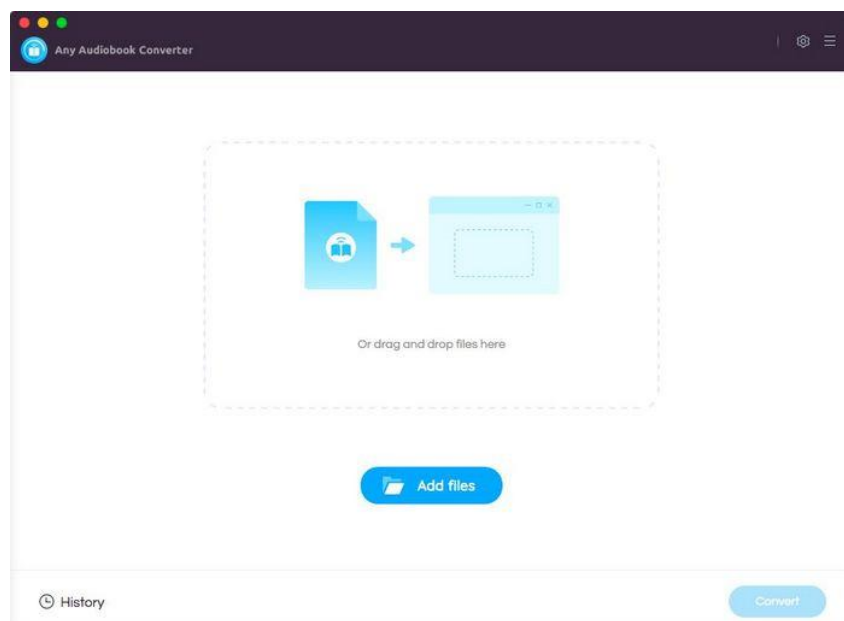 Any Audiobook Converter
Or drag and drop files here
Add files
History
Convert